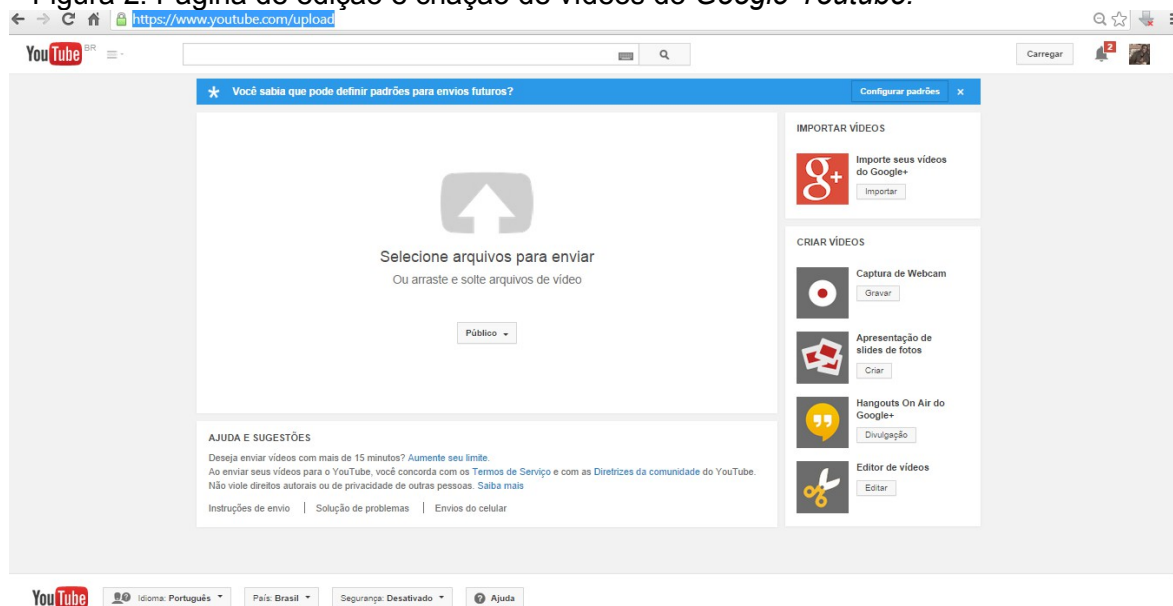 Figura 2. Página de edição e criação de vídeos do Google Youtube.
https://www.youtube.com/upload
YouTube BR
Carregar
2
Você sabia que pode definir padrões para envios futuros?
Configurar padrões
x
Selecione arquivos para enviar
Ou arraste e solte arquivos de vídeo
Público
IMPORTAR VÍDEOS
g+
Importe seus vídeos
do Google+
Importar
CRIAR VÍDEOS
Captura de Webcam
Gravar
Apresentação de
slides de fotos
Criar
Hangouts On Air do
Google+
Divulgação
Editor de vídeos
Editar
AJUDA E SUGESTÕES
Deseja enviar vídeos com mais de 15 minutos? Aumente seu limite.
Ao enviar seus vídeos para o YouTube, você concorda com os Termos de Serviço e com as Diretrizes da comunidade do YouTube.
Não viole direitos autorais ou de privacidade de outras pessoas. Saiba mais
Instruções de envio | Solução de problemas | Envios do celular
YouTube
Idioma: Português
País: Brasil
Segurança: Desativado
Ajuda